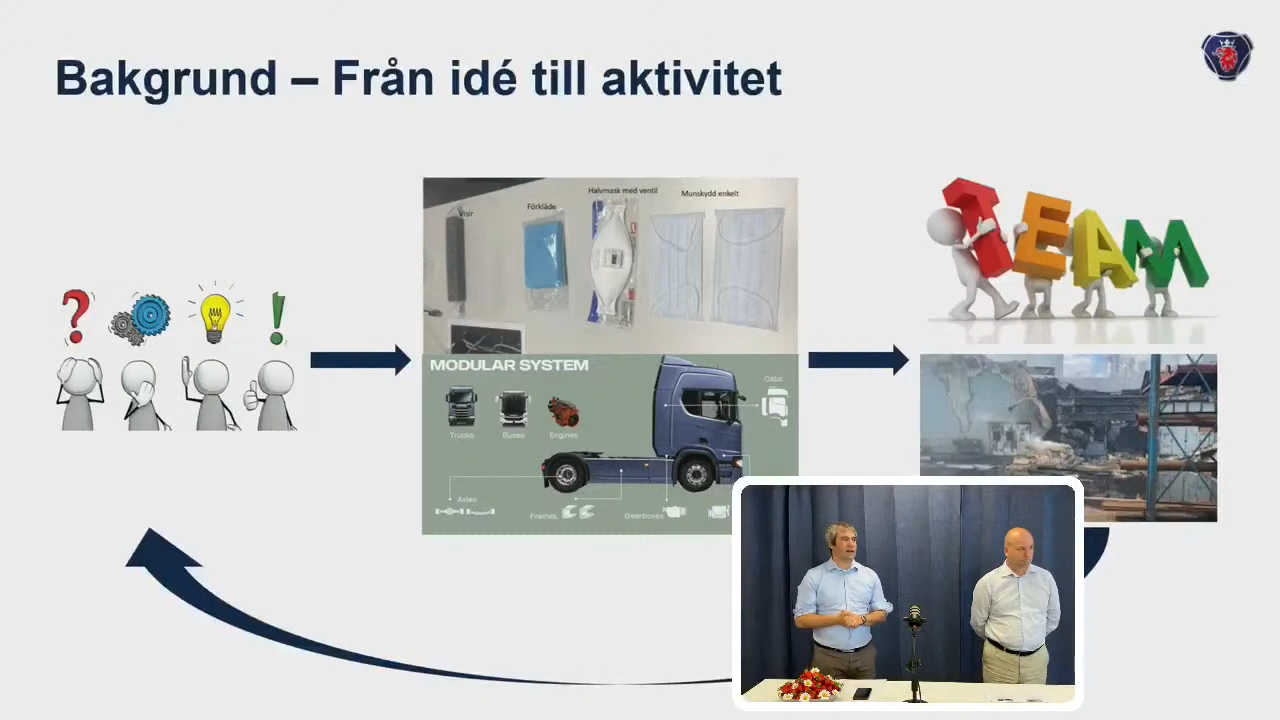 Bakgrund – Från idé till aktivitet
Visir
Förkläde
Halvmask med ventil
Munskydd enkelt
TEAM
MODULAR SYSTEM
Cabs
Trucks
Buses
Engines
Axles
Frames
Gearboxes